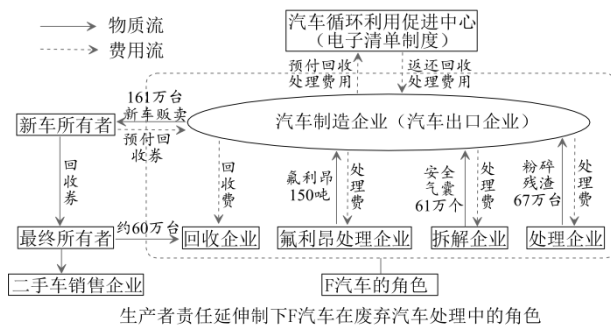 物质流
费用流
汽车循环利用促进中心
(电子清单制度)
预付回收
处理费用
返还回收
处理费用
161万台
新车贩卖
新车所有者
预付回
收券
汽车制造企业(汽车出口企业)
回收券
回收费
氟利昂
150吨
处理费
安全
气囊
61万个
处理费
粉碎
残渣
67万台
处理费
最终所有者
约60万台
回收企业
氟利昂处理企业
拆解企业
处理企业
二手车销售企业
F汽车的角色
生产者责任延伸制下F汽车在废弃汽车处理中的角色